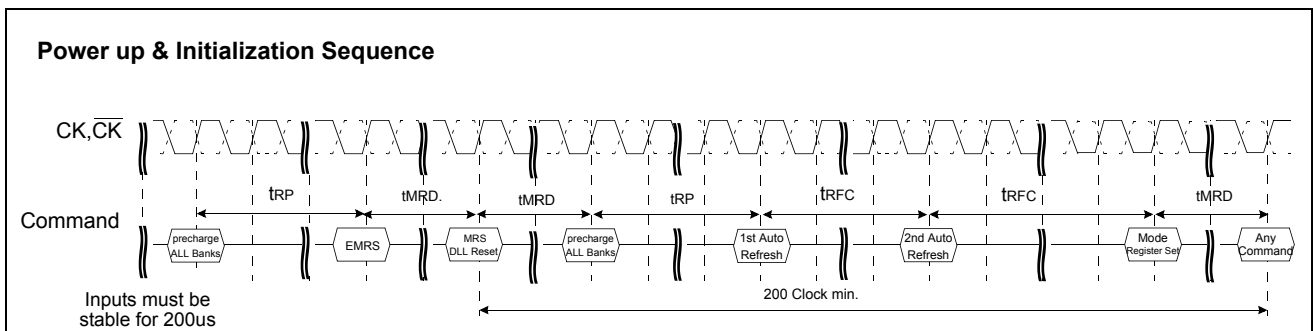 Power up & Initialization Sequence
CK,CK
tRP
tMRD.
tMRD
tRP
tRFC
tRFC
tMRD
Command
precharge
ALL Banks
EMRS
MRS
DLL Reset
precharge
ALL Banks
1st Auto
Refresh
2nd Auto
Refresh
Mode
Register Set
Any
Command
200 Clock min.
Inputs must be
stable for 200us